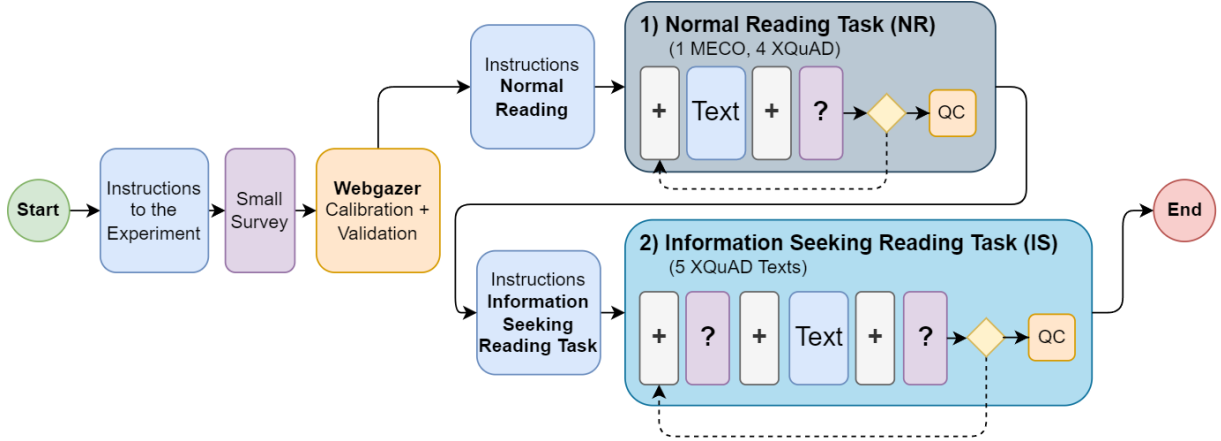 Start
Instructions
to the
Experiment
Small
Survey
Webgazer
Calibration +
Validation
Instructions
Normal
Reading
1) Normal Reading Task (NR)
(1 MECO, 4 XQuAD)
+
Text
+
?
QC
Instructions
Information
Seeking
Reading Task
2) Information Seeking Reading Task (IS)
(5 XQuAD Texts)
+
?
+
Text
+
?
QC
End